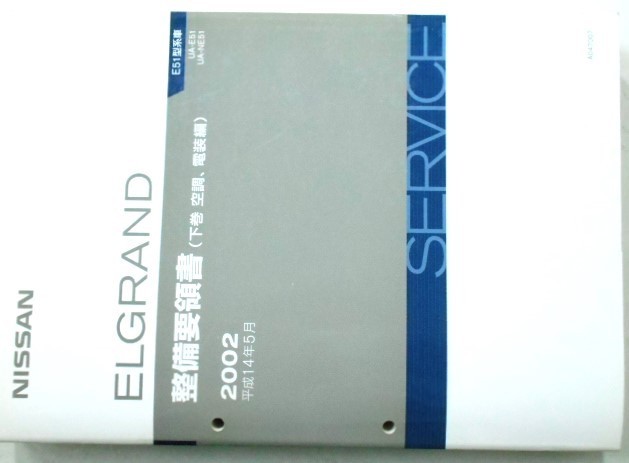 NISSAN
ELGRAND
E51型系車
UA-E51
UA-NE51
整備要領書（下巻 空調、電装編）
2002
平成14年5月
SERVICE